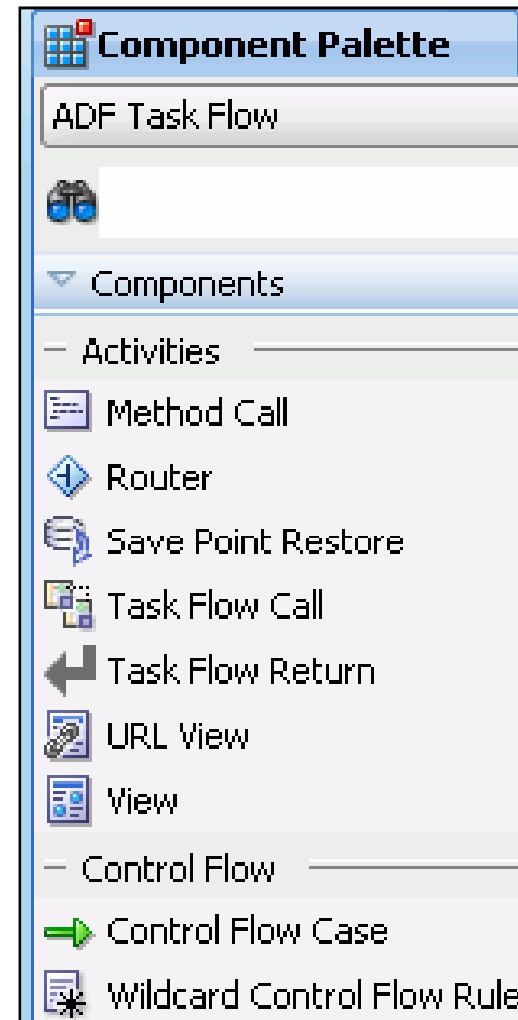 Component Palette
ADF Task Flow
Components
Activities
Method Call
Router
Save Point Restore
Task Flow Call
Task Flow Return
URL View
View
Control Flow
Control Flow Case
Wildcard Control Flow Rule